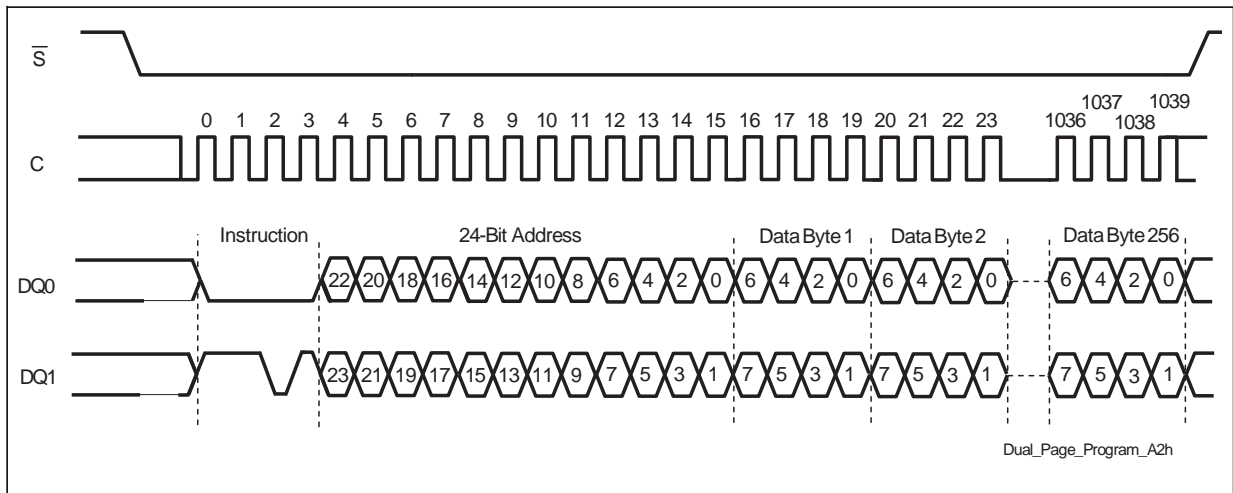 S
1037 1039
0 1 2 3 4 5 6 7 8 9 10 11 12 13 14 15 16 17 18 19 20 21 22 23 1036 1038
C
Instruction 24-Bit Address Data Byte 1 Data Byte 2 Data Byte 256
DQ0 22 20 18 16 14 12 10 8 6 4 2 0 6 4 2 0 6 4 2 0 6 4 2 0
DQ1 23 21 19 17 15 13 11 9 7 5 3 1 7 5 3 1 7 5 3 1 7 5 3 1
Dual_Page_Program_A2h